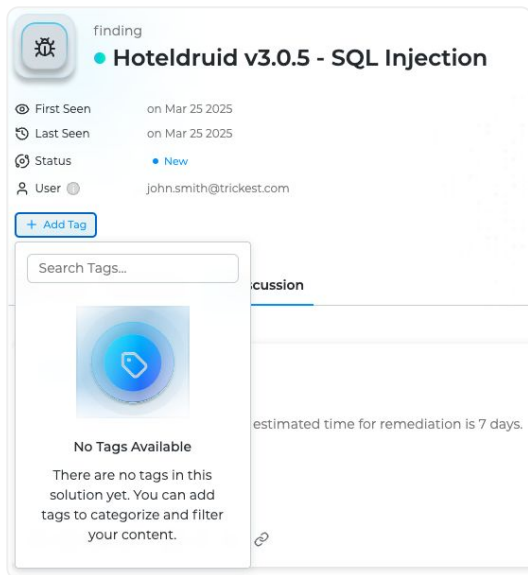 finding
Hoteldruid v3.0.5 - SQL Injection
First Seen on Mar 25 2025
Last Seen on Mar 25 2025
Status New
User john.smith@trickest.com
+ Add Tag
Search Tags...
scussion
estimated time for remediation is 7 days.
No Tags Available
There are no tags in this
solution yet. You can add
tags to categorize and filter
your content.